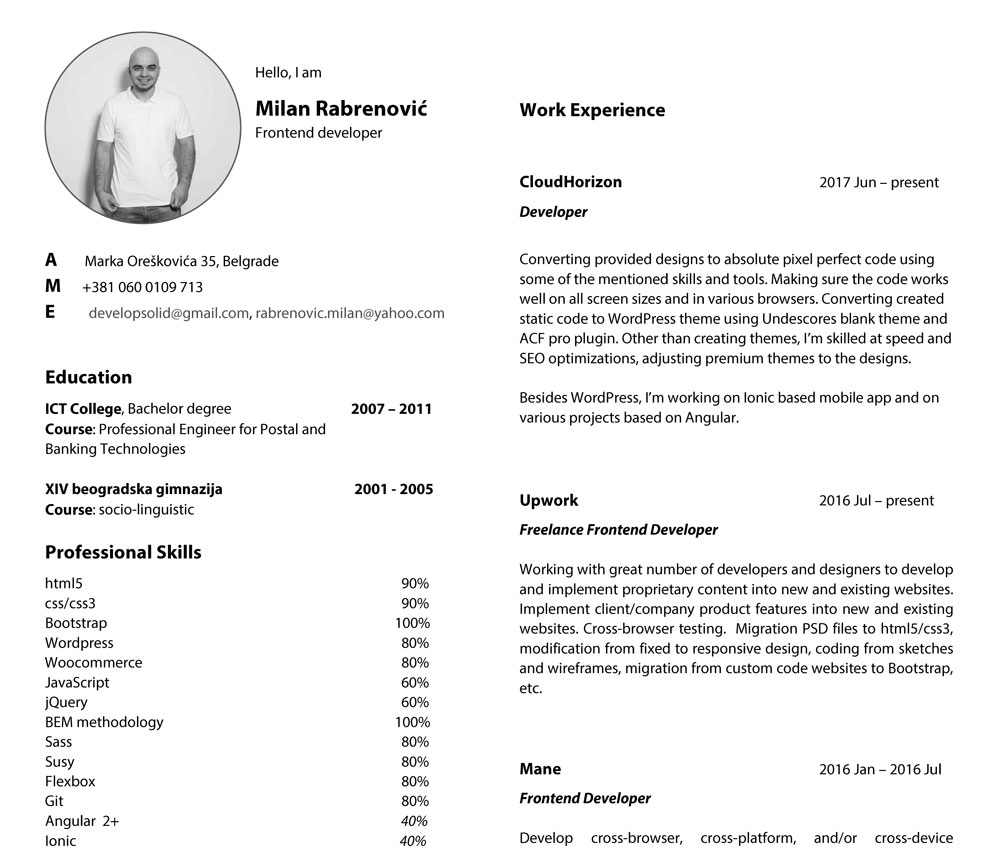 Hello, I am
Milan Rabrenović
Frontend developer
A Marka Oreškovića 35, Belgrade
M +381 060 0109 713
E developsolid@gmail.com, rabrenovic.milan@yahoo.com
Education
ICT College, Bachelor degree 2007 – 2011
Course: Professional Engineer for Postal and
Banking Technologies
XIV beogradska gimnazija 2001 - 2005
Course: socio-linguistic
Professional Skills
html5 90%
css/css3 90%
Bootstrap 100%
Wordpress 80%
Woocommerce 80%
JavaScript 60%
jQuery 60%
BEM methodology 100%
Sass 80%
Susy 80%
Flexbox 80%
Git 80%
Angular 2+ 40%
Ionic 40%
Work Experience
CloudHorizon 2017 Jun – present
Developer
Converting provided designs to absolute pixel perfect code using
some of the mentioned skills and tools. Making sure the code works
well on all screen sizes and in various browsers. Converting created
static code to WordPress theme using Undescores blank theme and
ACF pro plugin. Other than creating themes, I'm skilled at speed and
SEO optimizations, adjusting premium themes to the designs.
Besides WordPress, I'm working on Ionic based mobile app and on
various projects based on Angular.
Upwork 2016 Jul – present
Freelance Frontend Developer
Working with great number of developers and designers to develop
and implement proprietary content into new and existing websites.
Implement client/company product features into new and existing
websites. Cross-browser testing. Migration PSD files to html5/css3,
modification from fixed to responsive design, coding from sketches
and wireframes, migration from custom code websites to Bootstrap,
etc.
Mane 2016 Jan – 2016 Jul
Frontend Developer
Develop cross-browser, cross-platform, and/or cross-device